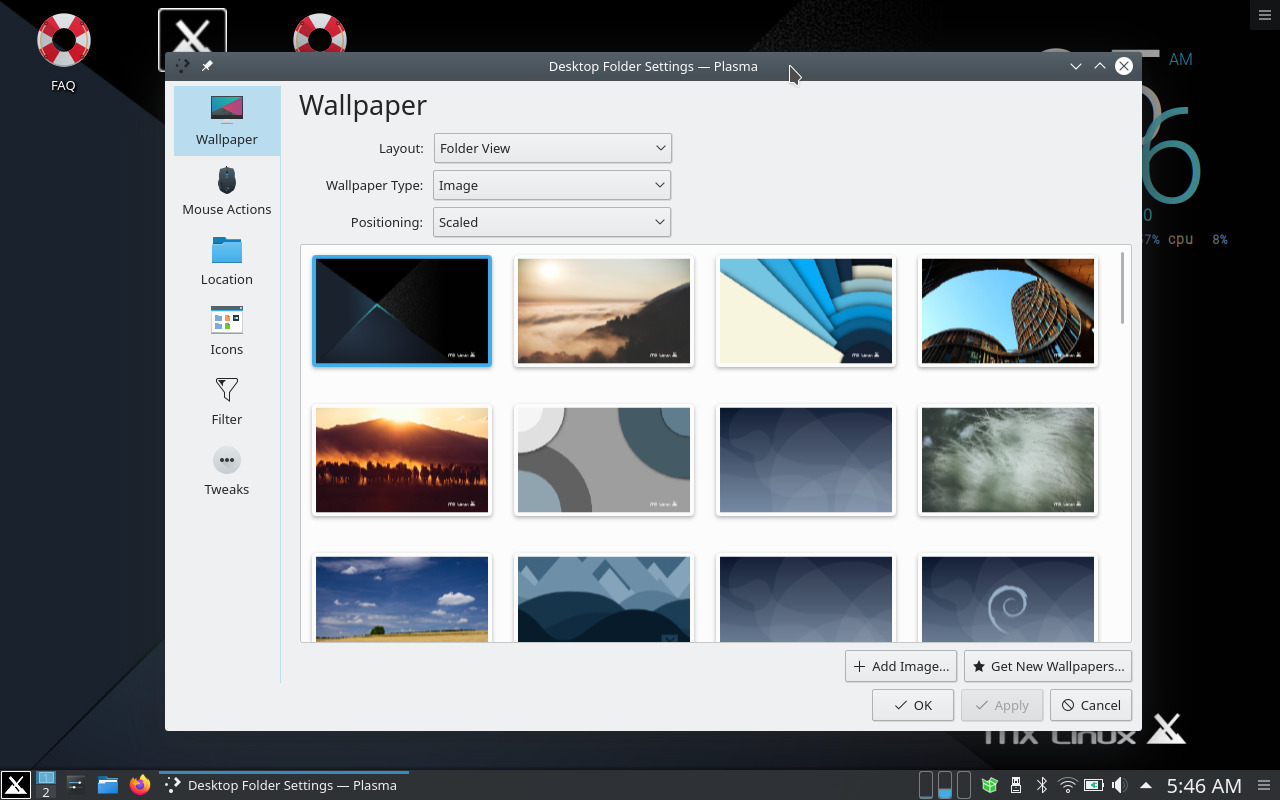 FAQ
Desktop Folder Settings — Plasma
AM
Wallpaper
Mouse Actions
Location
Icons
Filter
Tweaks
Wallpaper
Layout: Folder View
Wallpaper Type: Image
Positioning: Scaled
6
0
7% cpu 8%
Add Image...
Get New Wallpapers...
OK
Apply
Cancel
MX Linux
2
Desktop Folder Settings — Plasma
5:46 AM